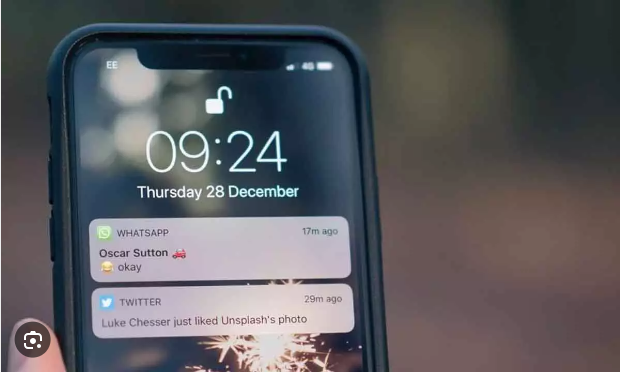 EE 4G
09:24
Thursday 28 December
WHATSAPP 17m ago
Oscar Sutton 🚗
😂 okay
TWITTER 29m ago
Luke Chesser just liked Unsplash's photo